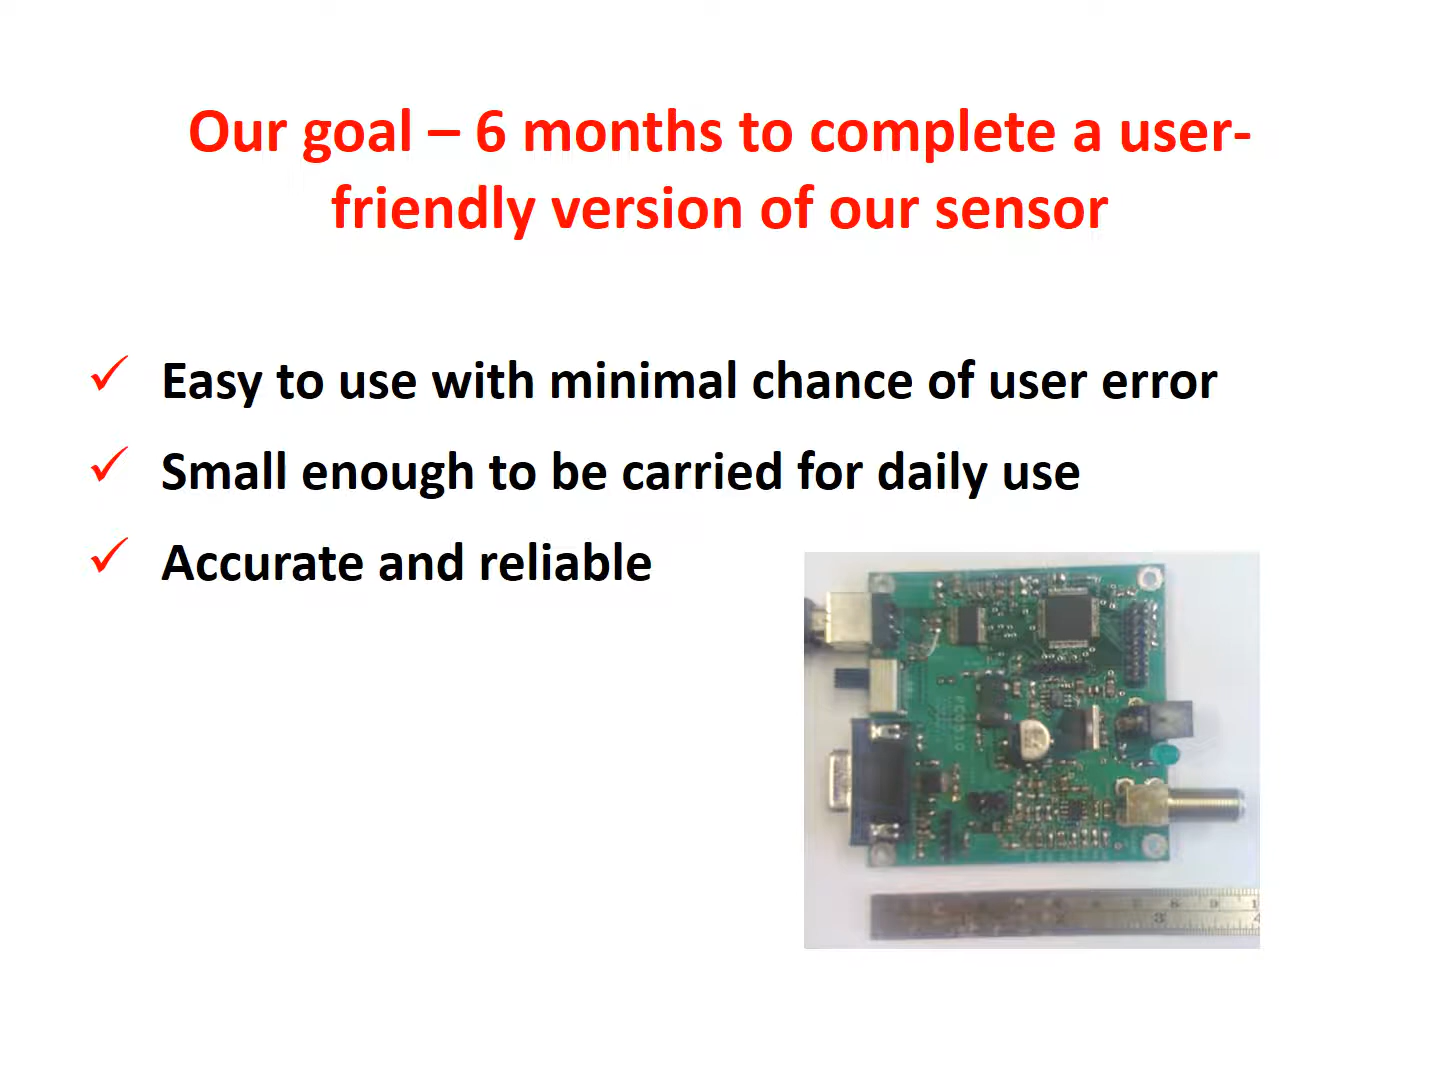 Our goal – 6 months to complete a user-
friendly version of our sensor
✓ Easy to use with minimal chance of user error
✓ Small enough to be carried for daily use
✓ Accurate and reliable